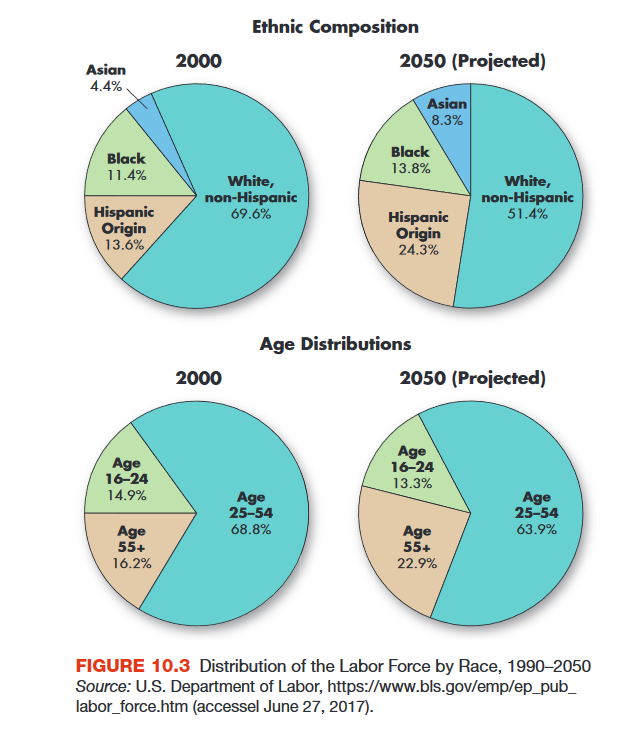 Ethnic Composition
2000
2050 (Projected)
Asian
4.4%
Black
11.4%
Hispanic
Origin
13.6%
White,
non-Hispanic
69.6%
Asian
8.3%
Black
13.8%
Hispanic
Origin
24.3%
White,
non-Hispanic
51.4%
Age Distributions
2000
2050 (Projected)
Age
16–24
14.9%
Age
55+
16.2%
Age
25–54
68.8%
Age
16–24
13.3%
Age
55+
22.9%
Age
25–54
63.9%
FIGURE 10.3 Distribution of the Labor Force by Race, 1990–2050
Source: U.S. Department of Labor, https://www.bls.gov/emp/ep_pub_
labor_force.htm (accessel June 27, 2017).